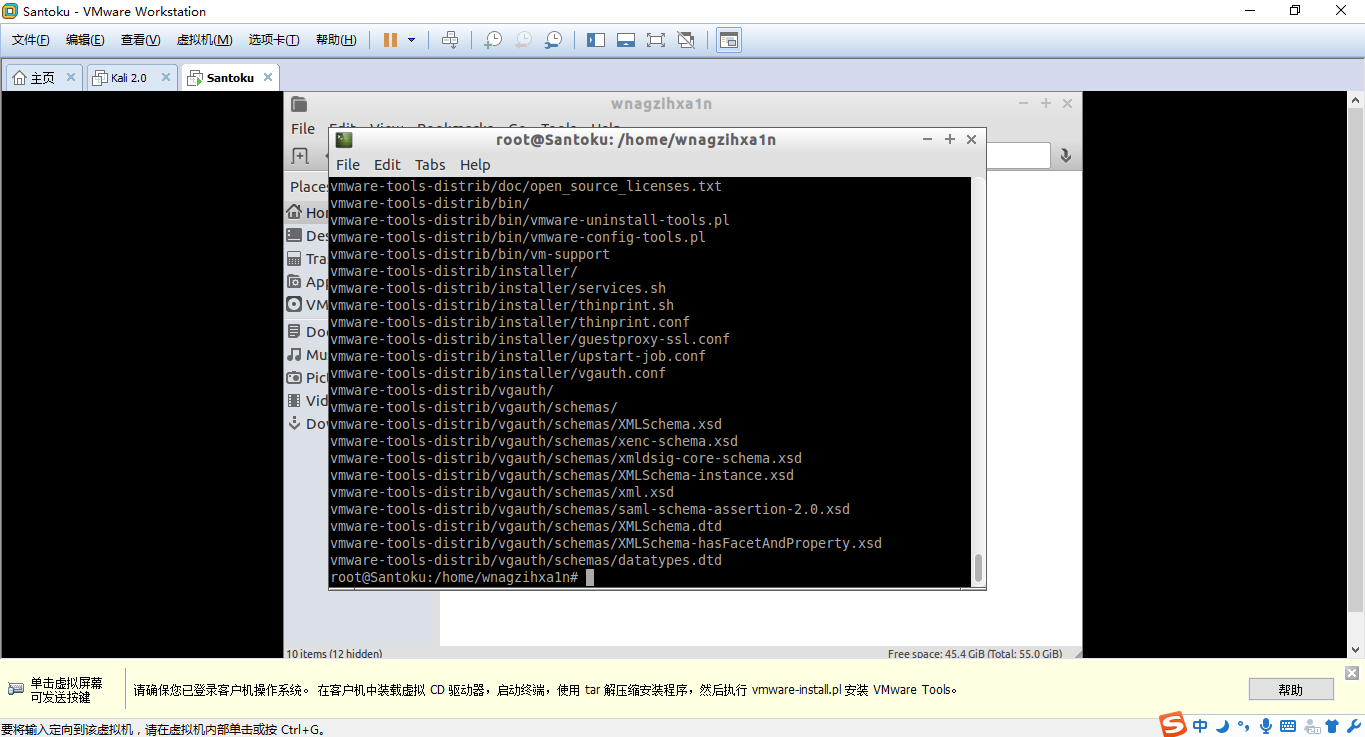 Santoku - VMware Workstation
文件(F) 编辑(E) 查看(V) 虚拟机(M) 选项卡(T) 帮助(H)
主页 Kali 2.0 Santoku
wnagzihxa1n
File Edit View Bookmarks Go Tools Help
root@Santoku: /home/wnagzihxa1n
File Edit Tabs Help
Places
Hom
Des
Tra
App
VM
Doc
Mu
Pict
Vid
Dov
vmware-tools-distrib/doc/open_source_licenses.txt
vmware-tools-distrib/bin/
vmware-tools-distrib/bin/vmware-uninstall-tools.pl
vmware-tools-distrib/bin/vmware-config-tools.pl
vmware-tools-distrib/bin/vm-support
vmware-tools-distrib/installer/
vmware-tools-distrib/installer/services.sh
vmware-tools-distrib/installer/thinprint.sh
vmware-tools-distrib/installer/thinprint.conf
vmware-tools-distrib/installer/guestproxy-ssl.conf
vmware-tools-distrib/installer/upstart-job.conf
vmware-tools-distrib/installer/vgauth.conf
vmware-tools-distrib/vgauth/
vmware-tools-distrib/vgauth/schemas/
vmware-tools-distrib/vgauth/schemas/XMLSchema.xsd
vmware-tools-distrib/vgauth/schemas/xenc-schema.xsd
vmware-tools-distrib/vgauth/schemas/xmldsig-core-schema.xsd
vmware-tools-distrib/vgauth/schemas/XMLSchema-instance.xsd
vmware-tools-distrib/vgauth/schemas/xml.xsd
vmware-tools-distrib/vgauth/schemas/saml-schema-assertion-2.0.xsd
vmware-tools-distrib/vgauth/schemas/XMLSchema.dtd
vmware-tools-distrib/vgauth/schemas/XMLSchema-hasFacetAndProperty.xsd
vmware-tools-distrib/vgauth/schemas/datatypes.dtd
root@Santoku:/home/wnagzihxa1n#
10 items (12 hidden) Free space: 45.4 GiB (Total: 55.0 GiB)
单击虚拟屏幕
可发送按键
请确保您已登录客户机操作系统。在客户机中装载虚拟 CD 驱动器，启动终端，使用 tar 解压缩安装程序，然后执行 vmware-install.pl 安装 VMware Tools。
帮助
要将输入定向到该虚拟机，请在虚拟机内部单击或按 Ctrl+G。
中